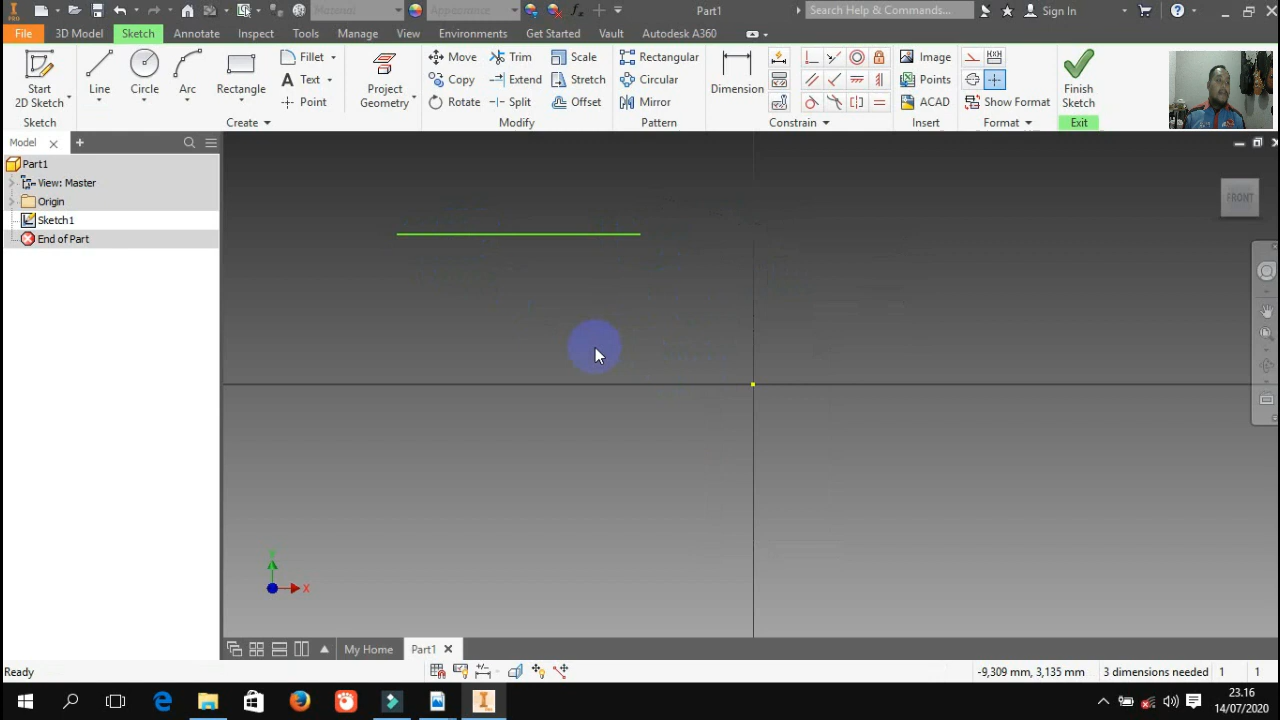 PRO Material Appearance Part1 Search Help & Commands... Sign In
File 3D Model Sketch Annotate Inspect Tools Manage View Environments Get Started Vault Autodesk A360
Start 2D Sketch
Line
Circle
Arc
Rectangle
Fillet
Text
Point
Project Geometry
Move Trim Scale
Copy Extend Stretch
Rotate Split Offset
Rectangular
Circular
Mirror
Dimension
Image
Points
ACAD
Show Format
Finish Sketch
Sketch Create Modify Pattern Constrain Insert Format Exit
Model
Part1
View: Master
Origin
Sketch1
End of Part
FRONT
X
My Home Part1
Ready -9,309 mm, 3,135 mm 3 dimensions needed 1 1
23.16
14/07/2020